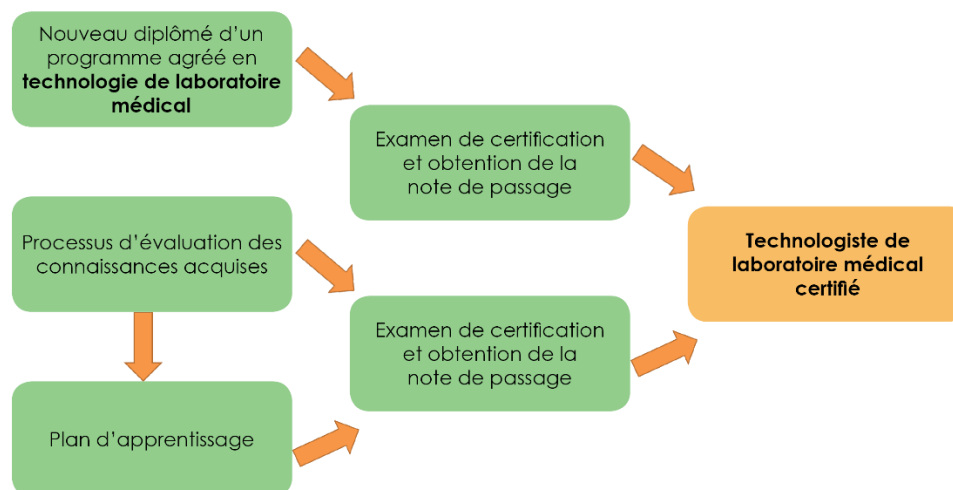 Nouveau diplômé d’un
programme agréé en
technologie de laboratoire
médical
Examen de certification
et obtention de la
note de passage
Processus d’évaluation des
connaissances acquises
Technologiste de
laboratoire médical
certifié
Examen de certification
et obtention de la
note de passage
Plan d’apprentissage